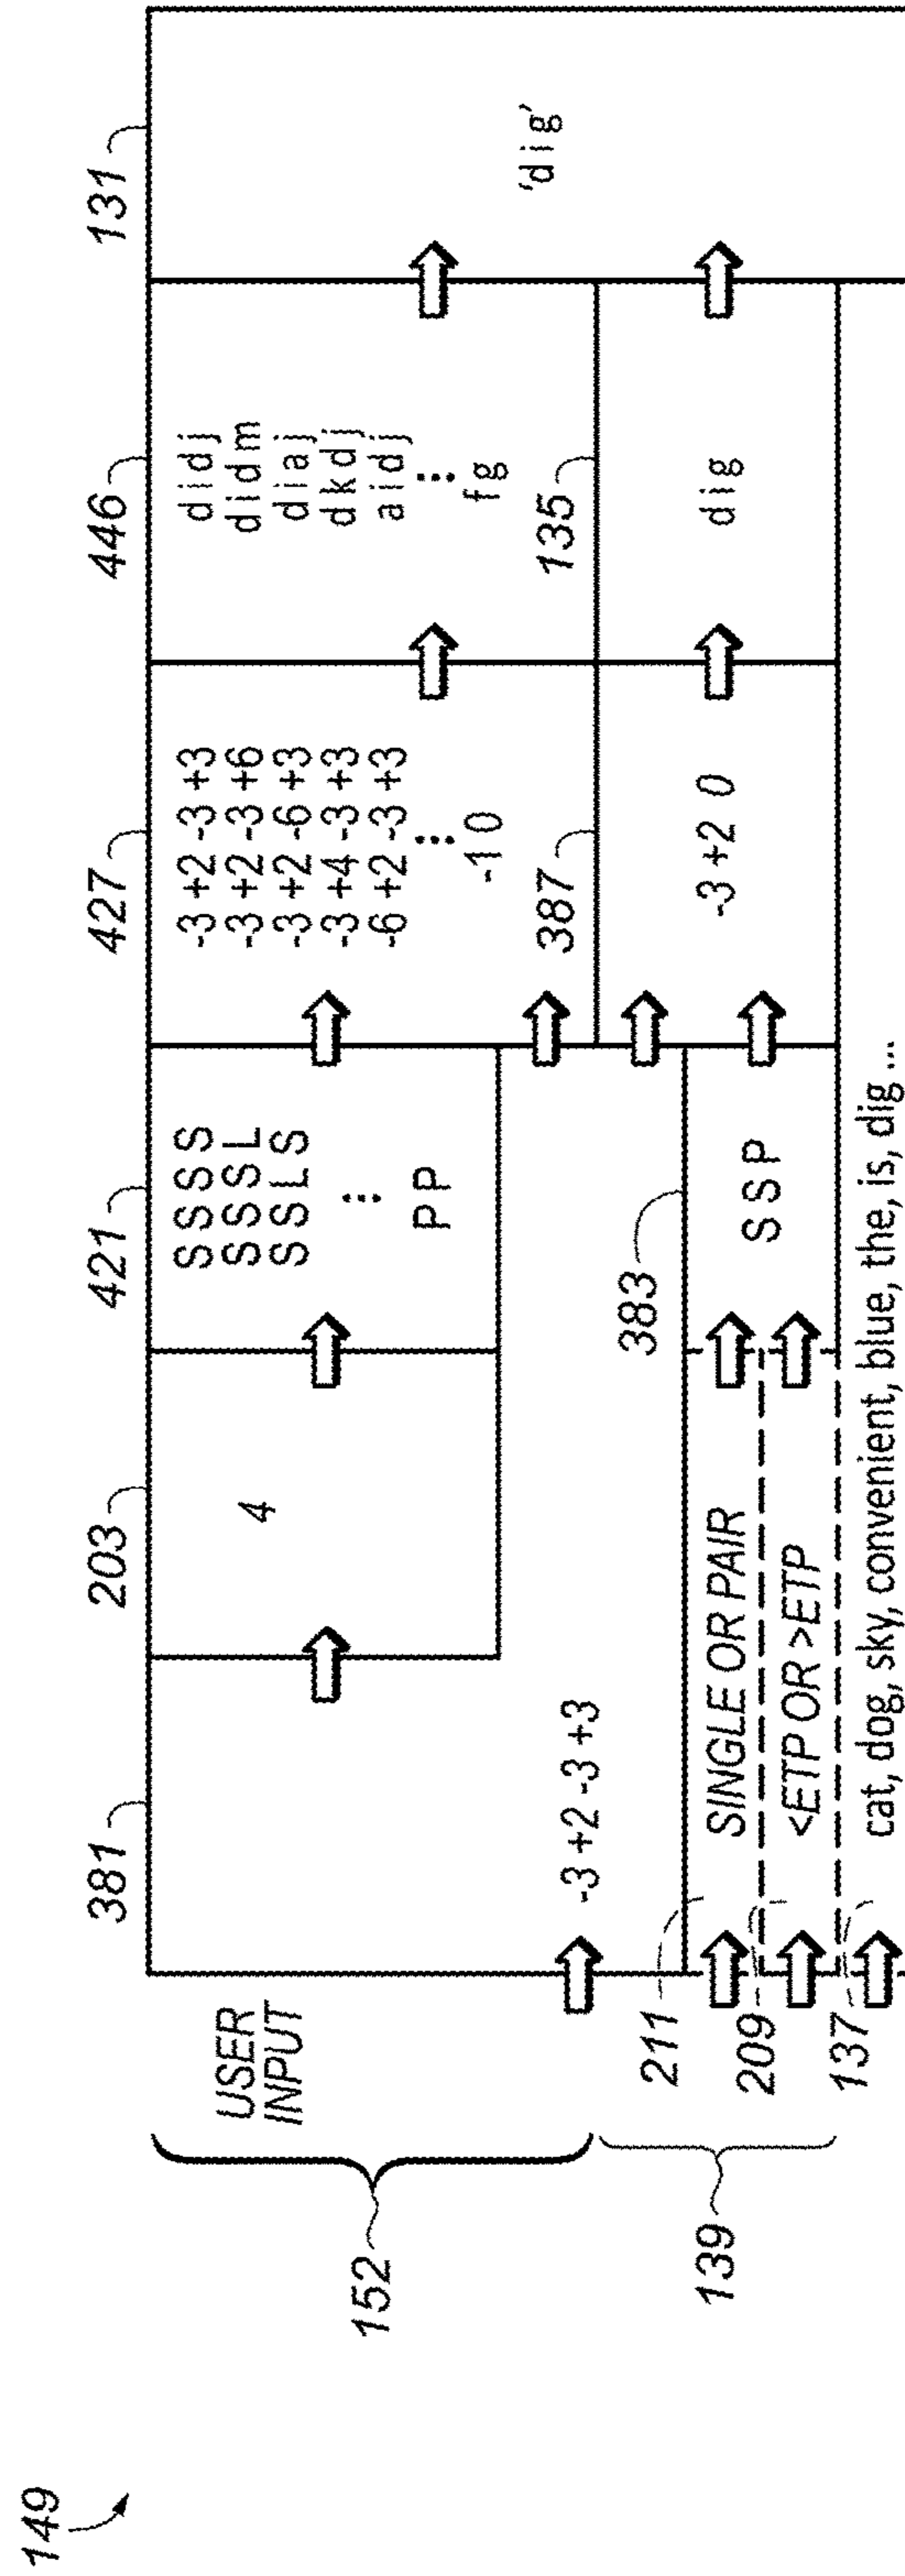 149
152
139
USER
INPUT
381
203
421
427
446
131
-3 +2 -3 +3
4
S S S S
S S S L
S S L S
⋮
P P
-3 +2 -3 +3
-3 +2 -3 +6
-3 +2 -6 +3
-3 +4 -3 +3
-6 +2 -3 +3
⋮
-1 0
d i d j
d i d m
d i a j
d k d j
a i d j
⋮
f g
'd i g'
211
209
137
383
387
135
SINGLE OR PAIR
<ETP OR >ETP
S S P
-3 +2 0
d i g
cat, dog, sky, convenient, blue, the, is, dig ...